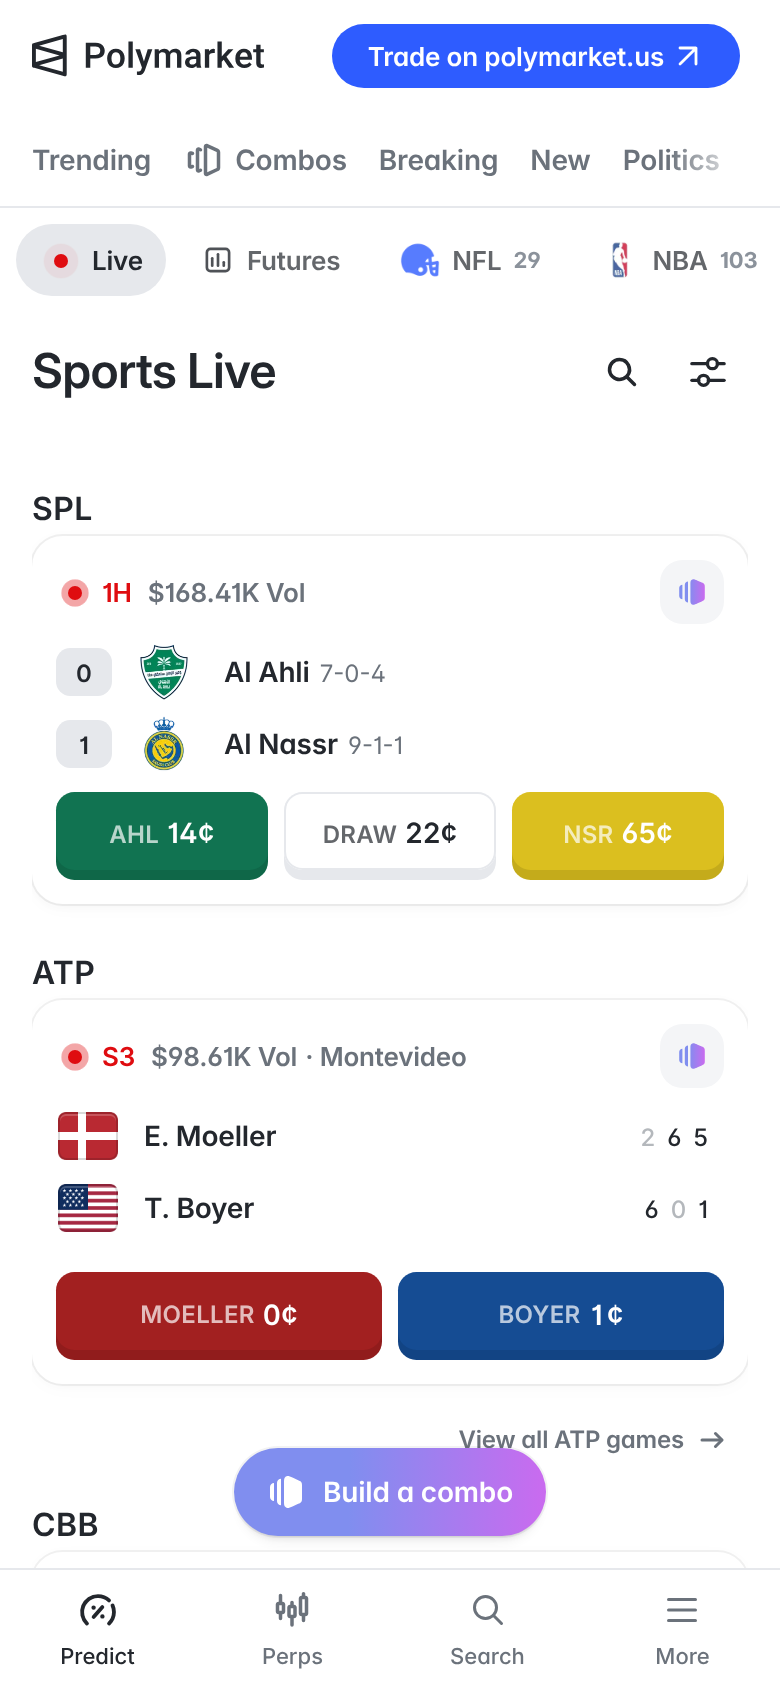 Polymarket
Trade on polymarket.us
Trending Combos Breaking New Politics
Live Futures NFL 29 NBA 103
Sports Live
SPL
1H $168.41K Vol
0 Al Ahli 7-0-4
1 Al Nassr 9-1-1
AHL 14¢ DRAW 22¢ NSR 65¢
ATP
S3 $98.61K Vol · Montevideo
E. Moeller 2 6 5
T. Boyer 6 0 1
MOELLER 0¢ BOYER 1¢
View all ATP games
Build a combo
CBB
Predict Perps Search More